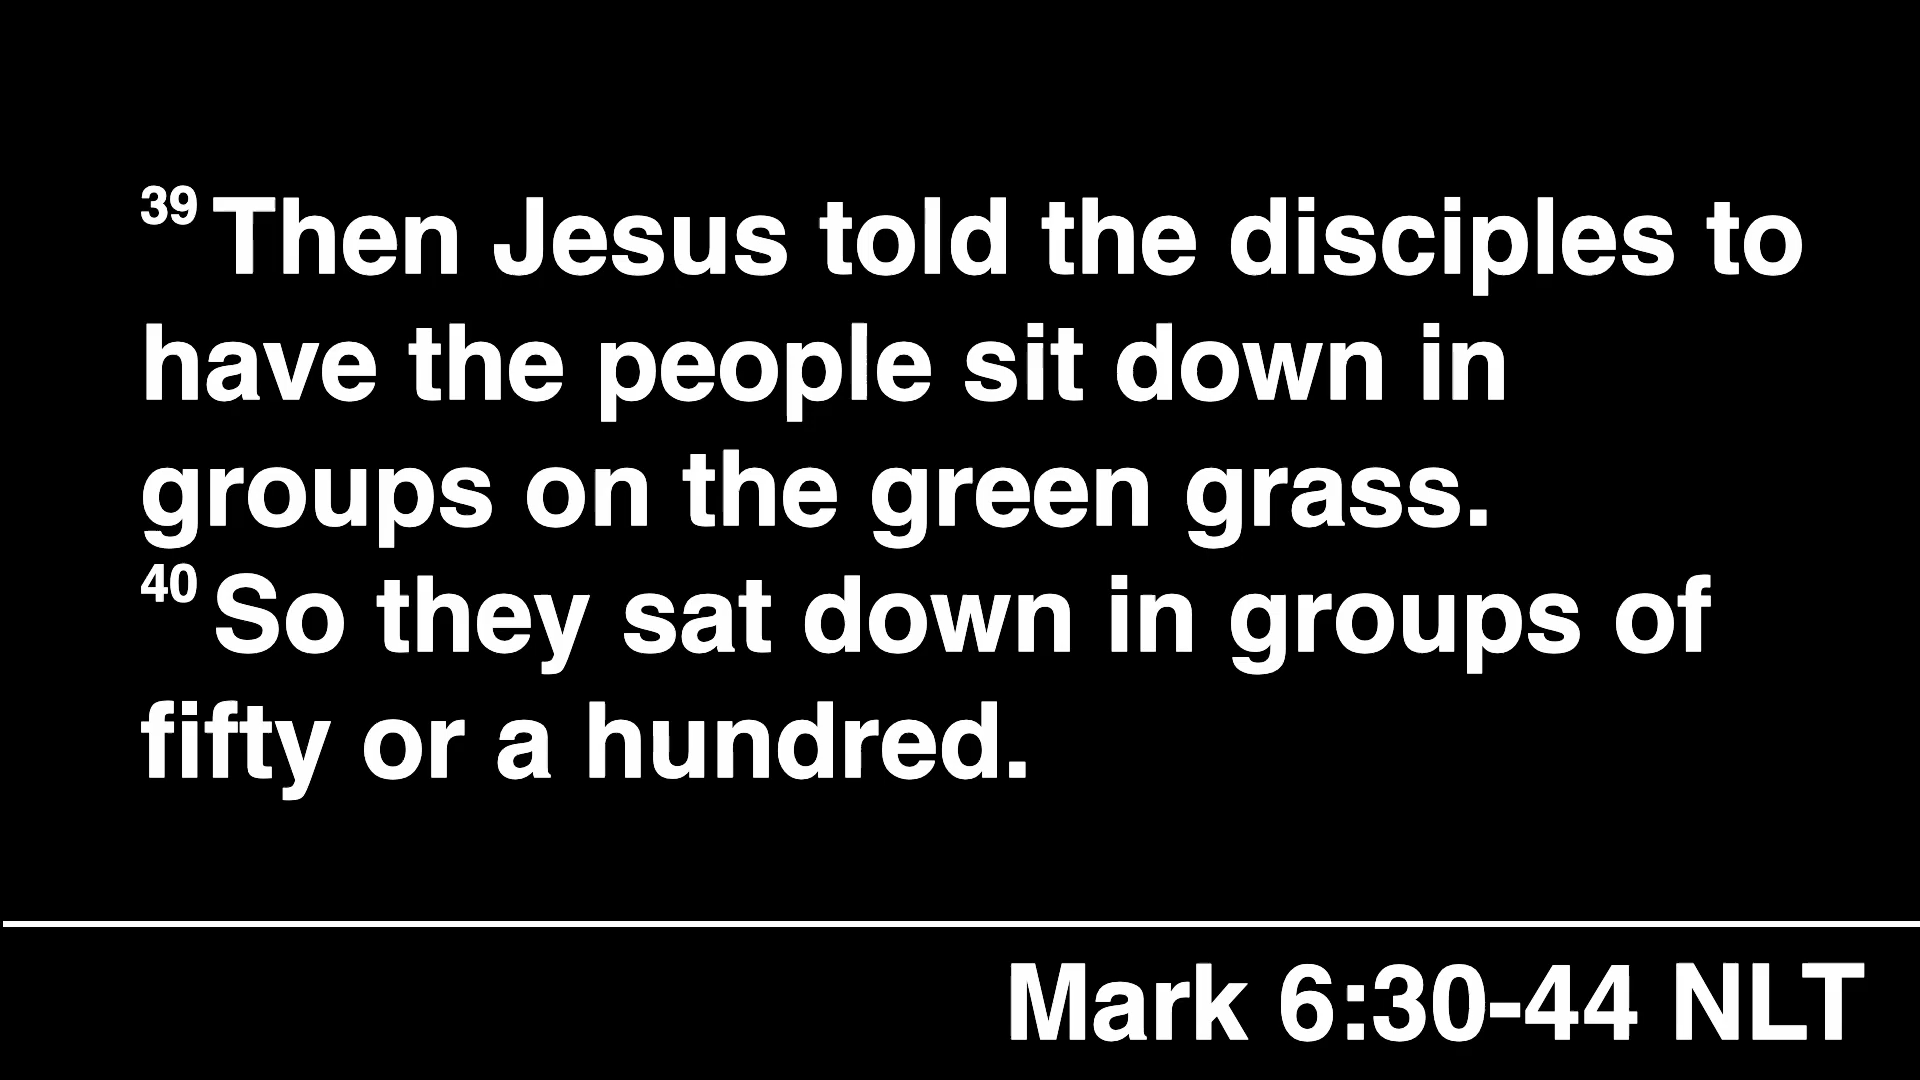 39 Then Jesus told the disciples to
have the people sit down in
groups on the green grass.
40 So they sat down in groups of
fifty or a hundred.
Mark 6:30-44 NLT